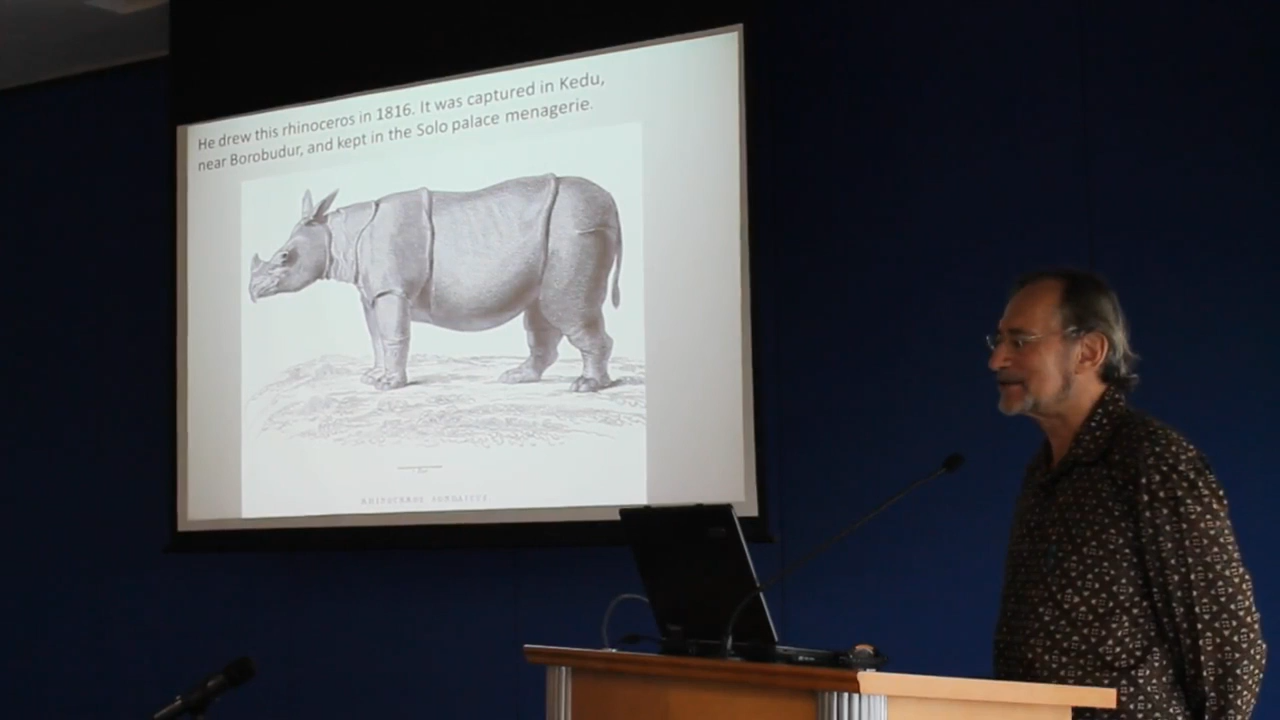 He drew this rhinoceros in 1816. It was captured in Kedu,
near Borobudur, and kept in the Solo palace menagerie.